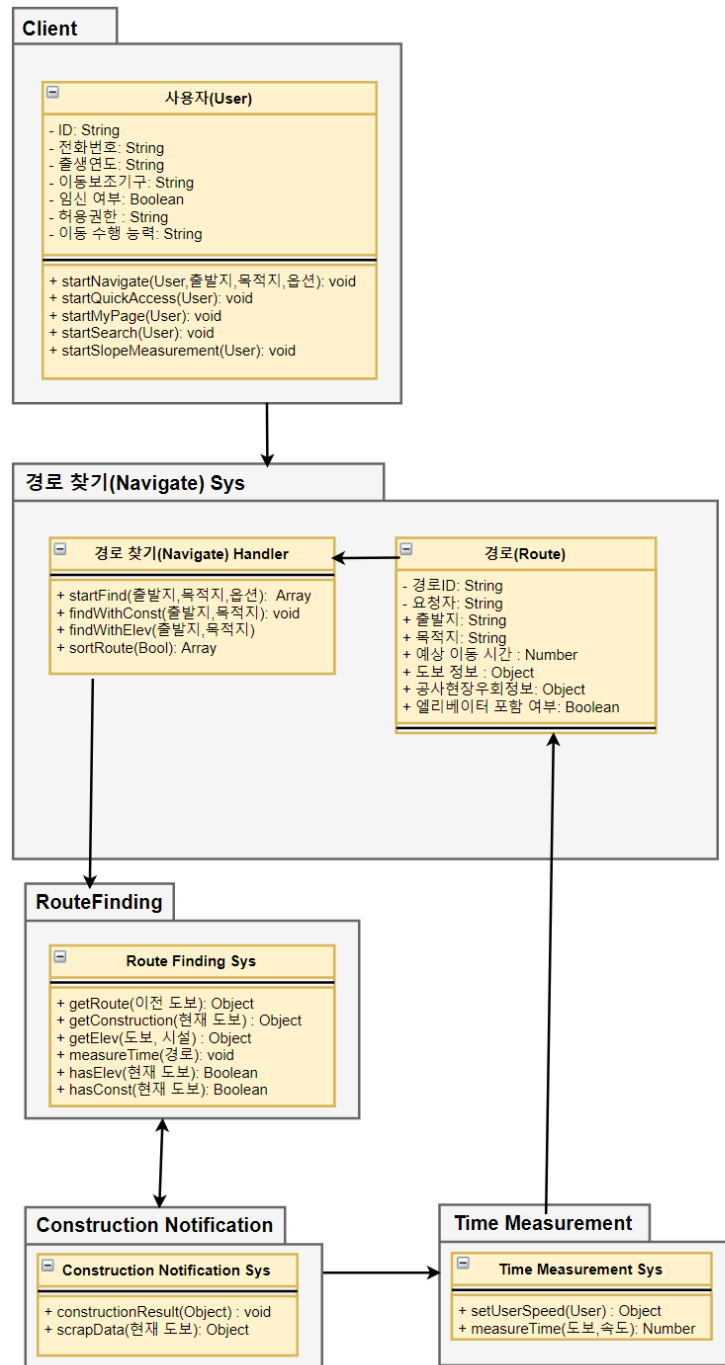 Client
사용자(User)
- ID: String
- 전화번호: String
- 출생연도: String
- 이동보조기구: String
- 임신 여부: Boolean
- 허용권한 : String
- 이동 수행 능력: String
+ startNavigate(User,출발지,목적지,옵션): void
+ startQuickAccess(User): void
+ startMyPage(User): void
+ startSearch(User): void
+ startSlopeMeasurement(User): void
경로 찾기(Navigate) Sys
경로 찾기(Navigate) Handler
+ startFind(출발지,목적지,옵션): Array
+ findWithConst(출발지,목적지): void
+ findWithElev(출발지,목적지)
+ sortRoute(Bool): Array
경로(Route)
- 경로ID: String
- 요청자: String
+ 출발지: String
+ 목적지: String
+ 예상 이동 시간 : Number
+ 도보 정보 : Object
+ 공사현장우회정보: Object
+ 엘리베이터 포함 여부: Boolean
RouteFinding
Route Finding Sys
+ getRoute(이전 도보): Object
+ getConstruction(현재 도보) : Object
+ getElev(도보, 시설) : Object
+ measureTime(경로): void
+ hasElev(현재 도보): Boolean
+ hasConst(현재 도보): Boolean
Construction Notification
Construction Notification Sys
+ constructionResult(Object) : void
+ scrapData(현재 도보): Object
Time Measurement
Time Measurement Sys
+ setUserSpeed(User) : Object
+ measureTime(도보,속도): Number